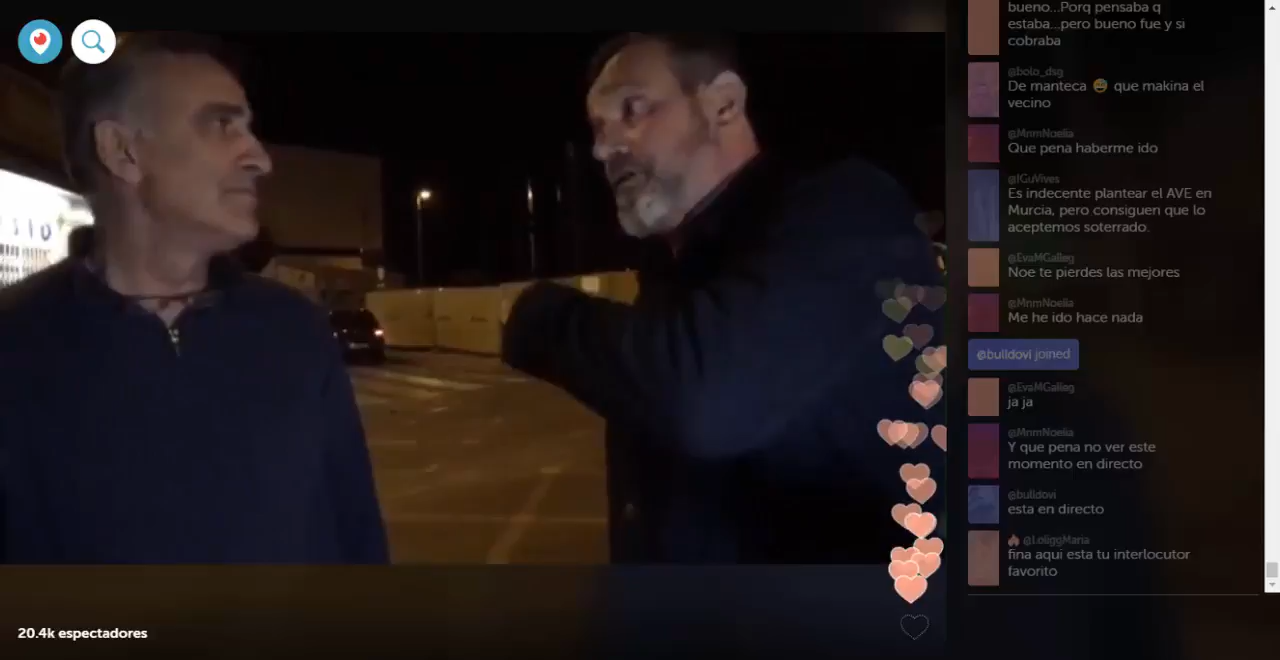 bueno...Porq pensaba q
estaba...pero bueno fue y si
cobraba
@bolo_dsg
De manteca 😅 que makina el
vecino
@MnmNoelia
Que pena haberme ido
@IGuVives
Es indecente plantear el AVE en
Murcia, pero consiguen que lo
aceptemos soterrado.
@EvaMGalleg
Noe te pierdes las mejores
@MnmNoelia
Me he ido hace nada
@bulldovi joined
@EvaMGalleg
ja ja
@MnmNoelia
Y que pena no ver este
momento en directo
@bulldovi
esta en directo
🔥 @LoliggMaria
fina aqui esta tu interlocutor
favorito
20.4k espectadores